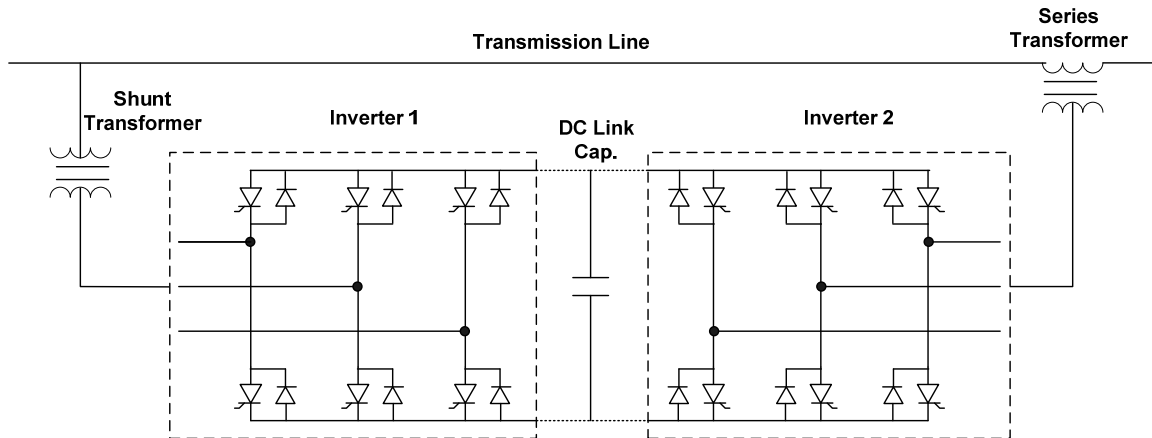 Series
Transformer
Transmission Line
Shunt
Transformer
Inverter 1
DC Link
Cap.
Inverter 2